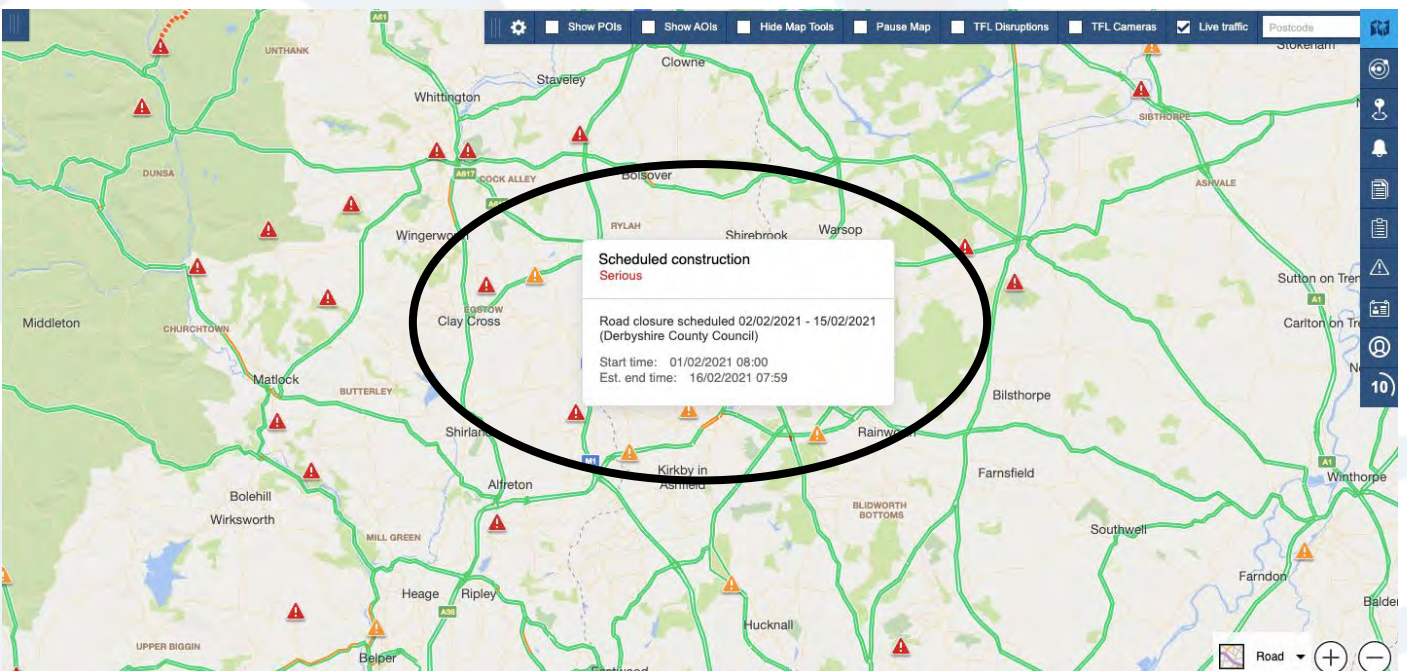 A61
Show POIs
Show AOIs
Hide Map Tools
Pause Map
TFL Disruptions
TFL Cameras
Live traffic
Postcode
UNTHANK
Stokeham
Clowne
Staveley
Whittington
SIBTHORPE
DUNSA
A617
COCK ALLEY
Bolsover
ASHVALE
RYLAH
Wingerworth
Shirebrook
Warsop
Scheduled construction
Serious
Sutton on Tren
EGSTOW
A1
Middleton
CHURCHTOWN
Clay Cross
Road closure scheduled 02/02/2021 - 15/02/2021
(Derbyshire County Council)
Carlton on Tre
Start time: 01/02/2021 08:00
Est. end time: 16/02/2021 07:59
Matlock
BUTTERLEY
10
Bilsthorpe
Shirland
Rainworth
M1
A1
Kirkby in
Ashfield
Farnsfield
Winthorpe
Alfreton
Bolehill
Wirksworth
BLIDWORTH
BOTTOMS
MILL GREEN
Southwell
Farndon
Heage
Ripley
Balder
A38
Hucknall
UPPER BIGGIN
Belper
Road
Eastwood